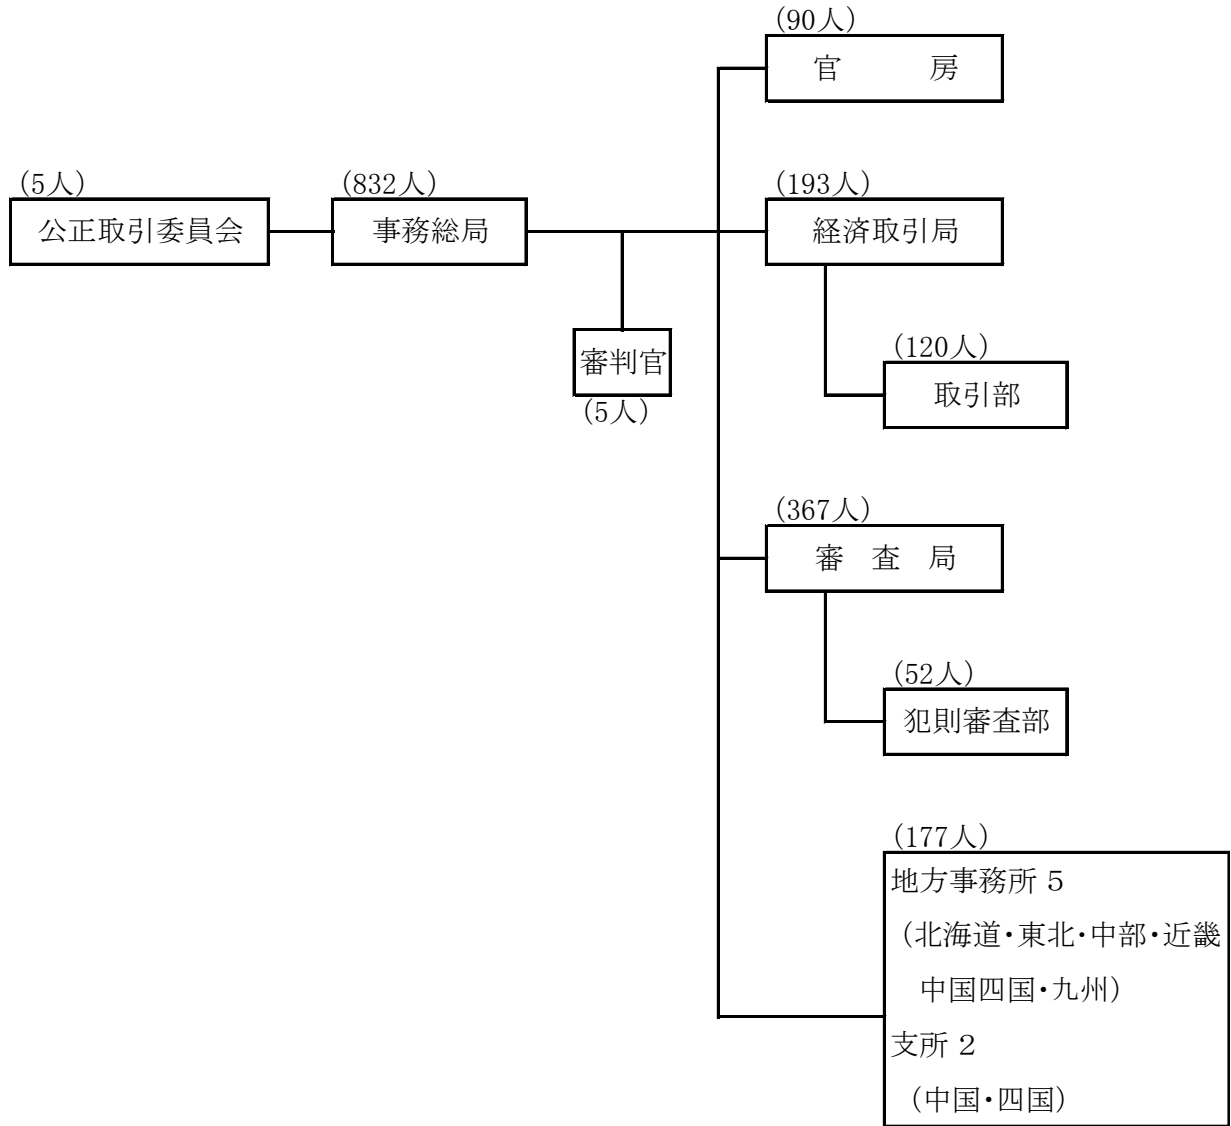 (90人)
官　　房
(5人)
公正取引委員会
(832人)
事務総局
(193人)
経済取引局
審判官
(5人)
(120人)
取引部
(367人)
審　査　局
(52人)
犯則審査部
(177人)
地方事務所 5
(北海道・東北・中部・近畿
中国四国・九州)
支所 2
(中国・四国)